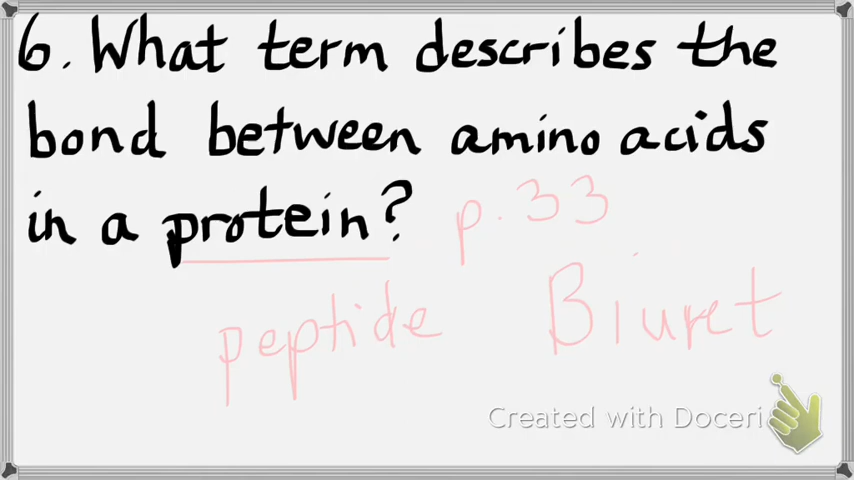 6. What term describes the
bond between amino acids
in a protein? p. 33
peptide Biuret
Created with Doceri